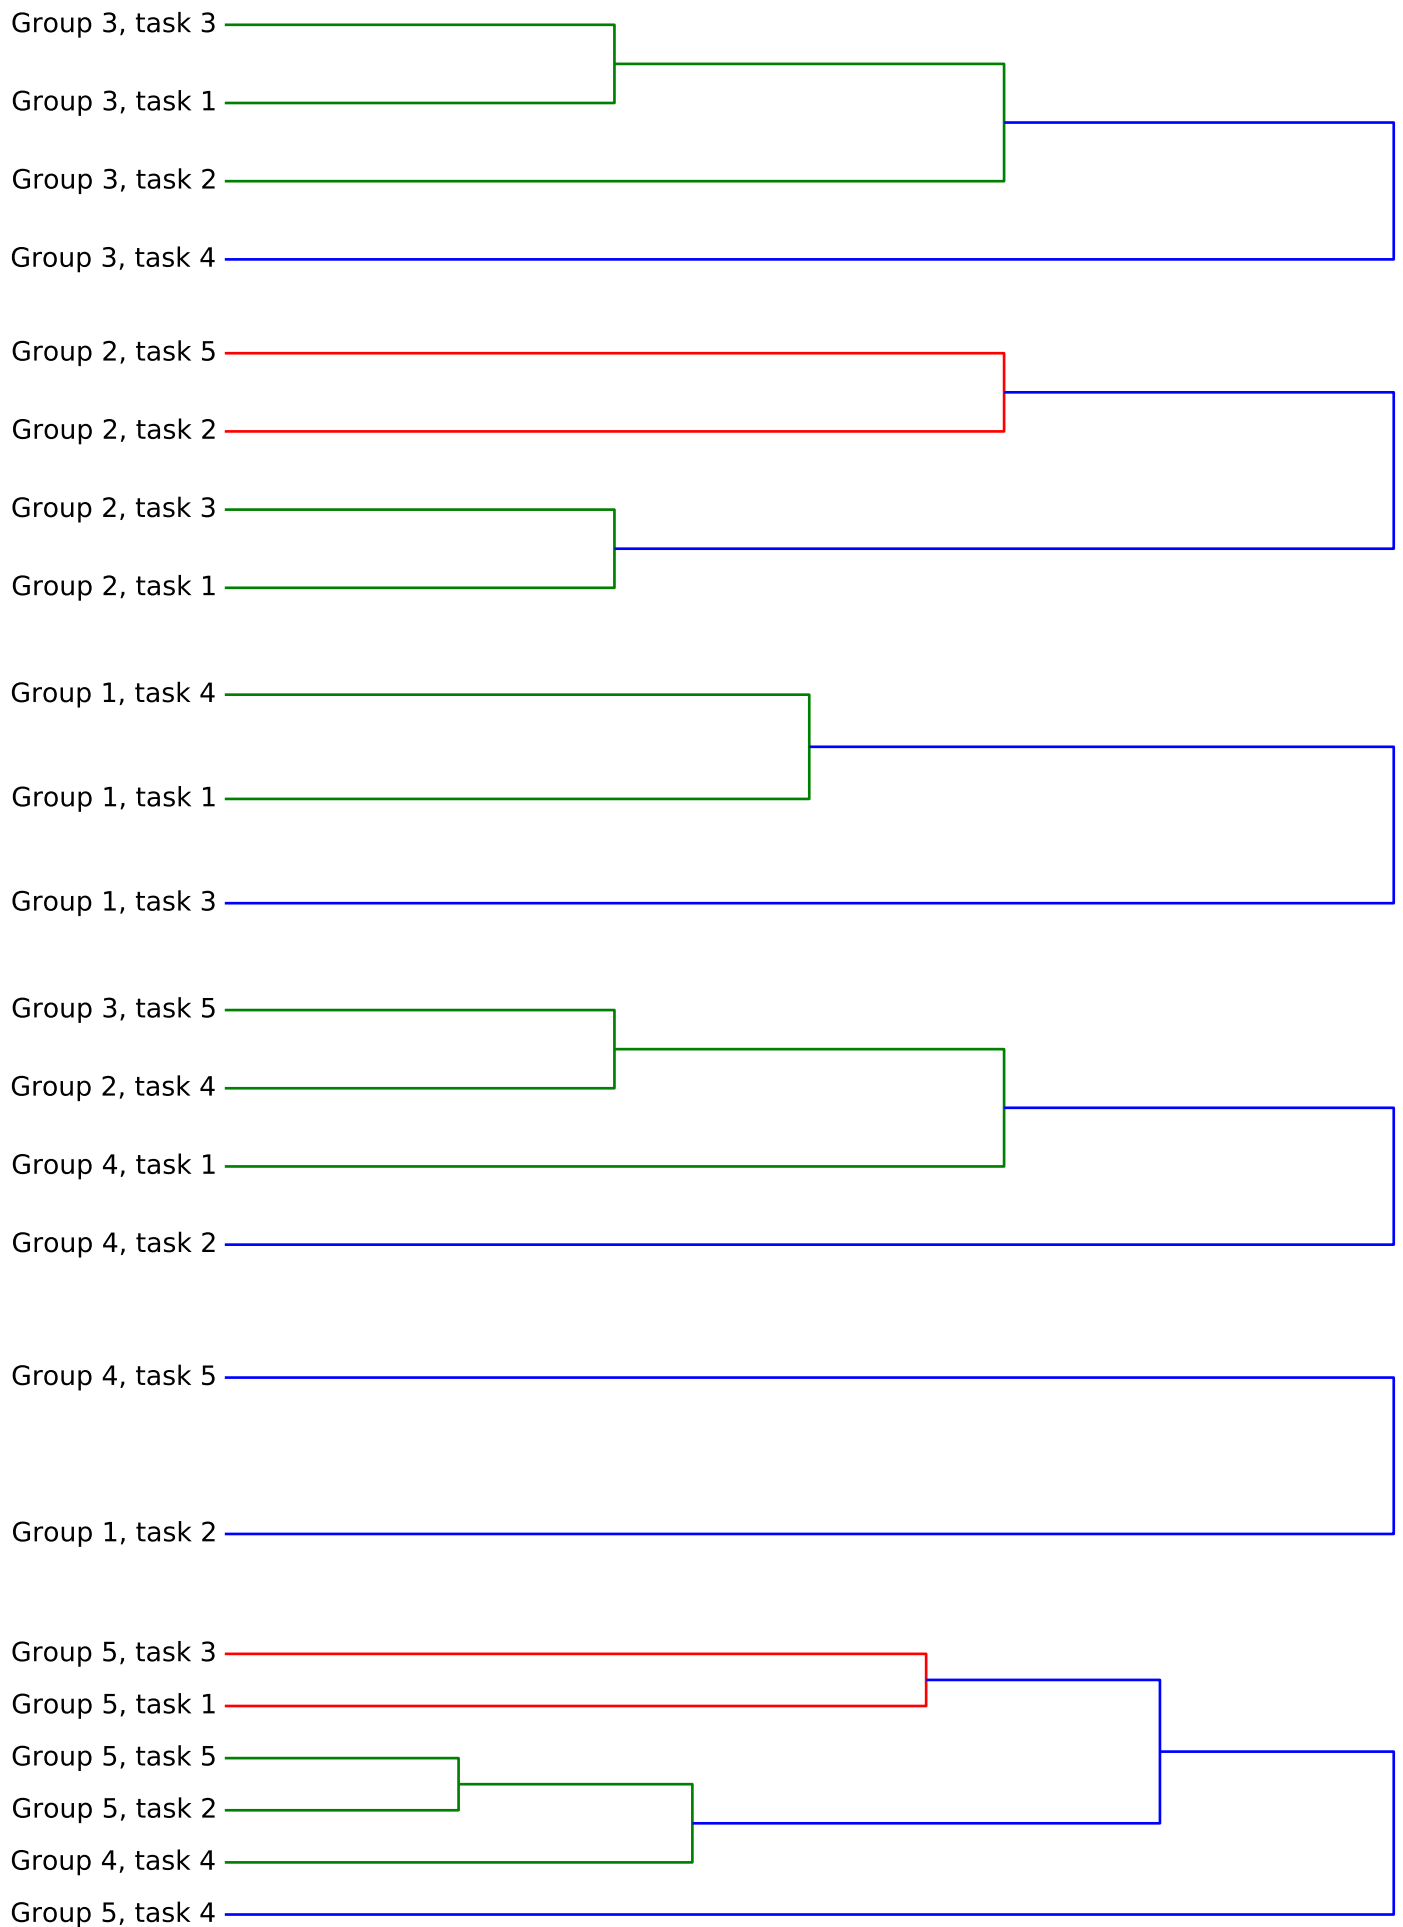 Group 3, task 3
Group 3, task 1
Group 3, task 2
Group 3, task 4
Group 2, task 5
Group 2, task 2
Group 2, task 3
Group 2, task 1
Group 1, task 4
Group 1, task 1
Group 1, task 3
Group 3, task 5
Group 2, task 4
Group 4, task 1
Group 4, task 2
Group 4, task 5
Group 1, task 2
Group 5, task 3
Group 5, task 1
Group 5, task 5
Group 5, task 2
Group 4, task 4
Group 5, task 4